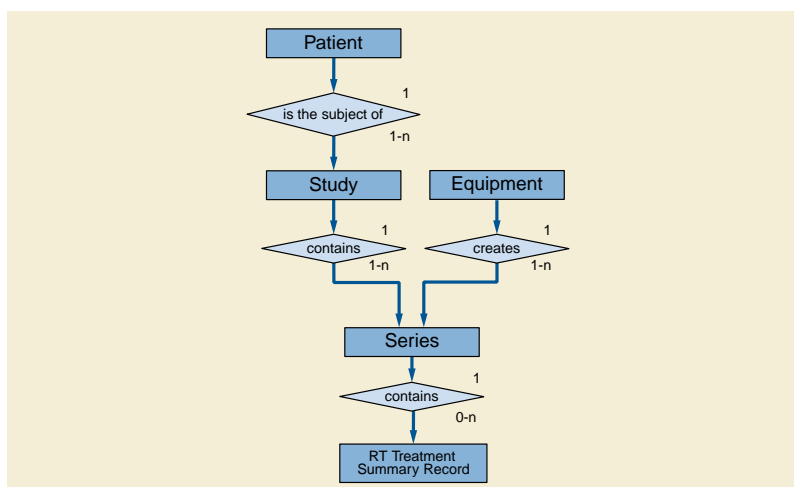 Patient
1
is the subject of
1-n
Study
Equipment
1
1
contains
creates
1-n
1-n
Series
1
contains
0-n
RT Treatment
Summary Record